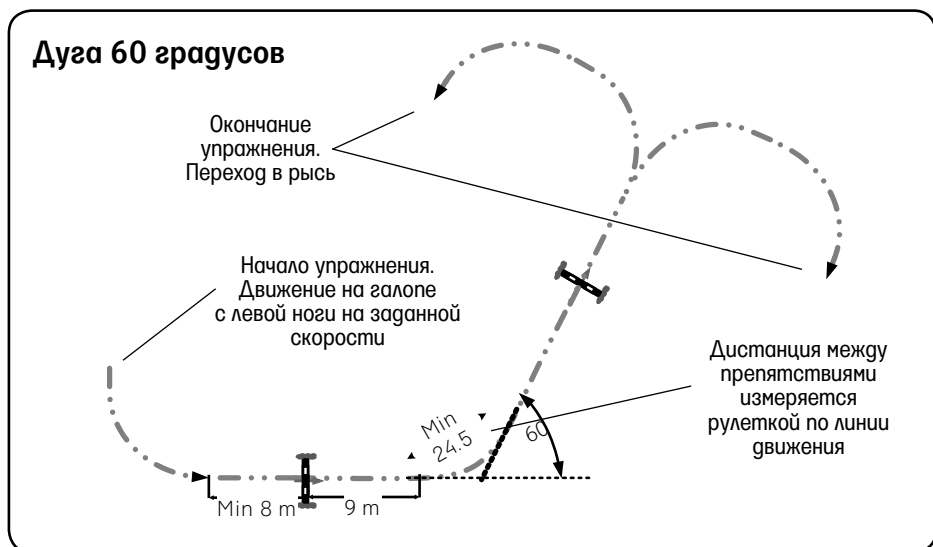 Дуга 60 градусов
Окончание
упражнения.
Переход в рысь
Начало упражнения.
Движение на галопе
с левой ноги на заданной
скорости
Дистанция между
препятствиями
измеряется
рулеткой по линии
движения
Min
24.5
60
Min 8 m
9 m